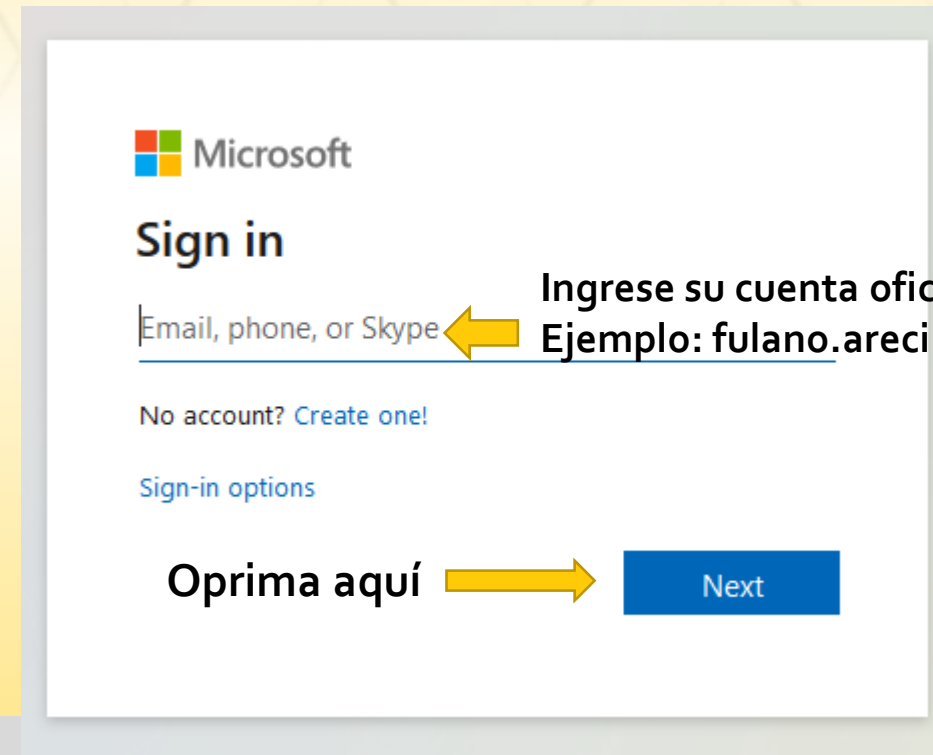 Microsoft
Sign in
Ingrese su cuenta ofic
Email, phone, or Skype
Ejemplo: fulano.areci
No account? Create one!
Sign-in options
Oprima aquí
Next